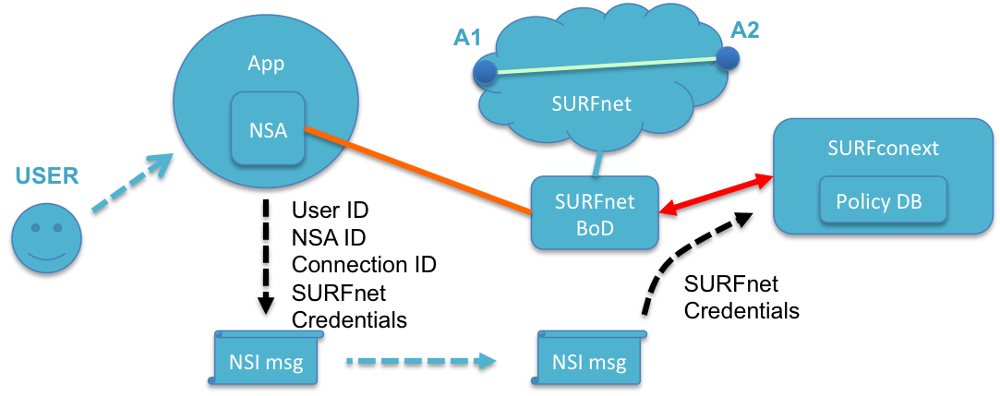 A1
A2
App
NSA
SURFnet
SURFconext
Policy DB
USER
SURFnet
BoD
User ID
NSA ID
Connection ID
SURFnet
Credentials
SURFnet
Credentials
NSI msg
NSI msg